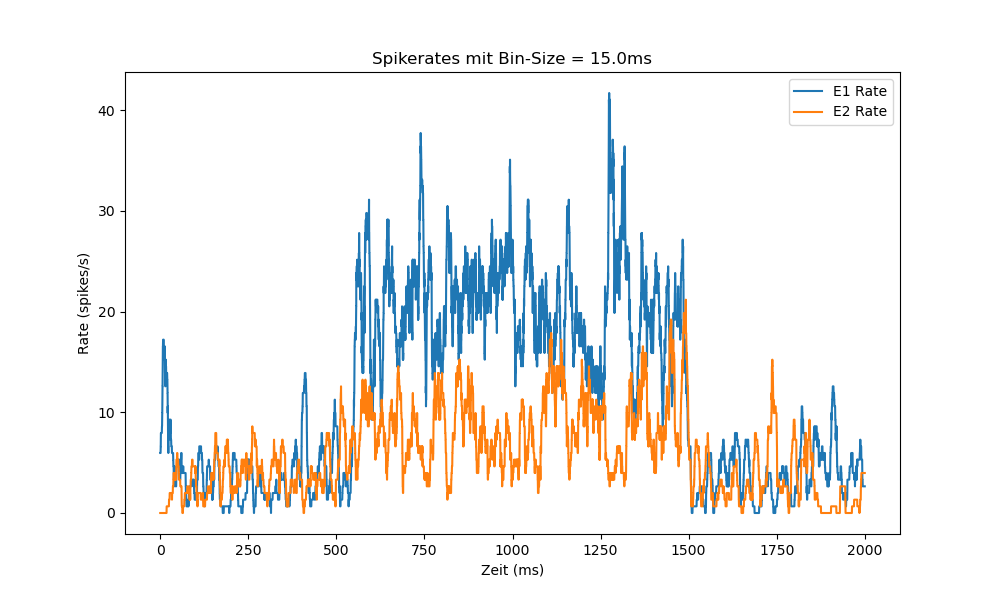 Spikerates mit Bin-Size = 15.0ms
E1 Rate
E2 Rate
40
30
20
10
0
Rate (spikes/s)
0 250 500 750 1000 1250 1500 1750 2000
Zeit (ms)